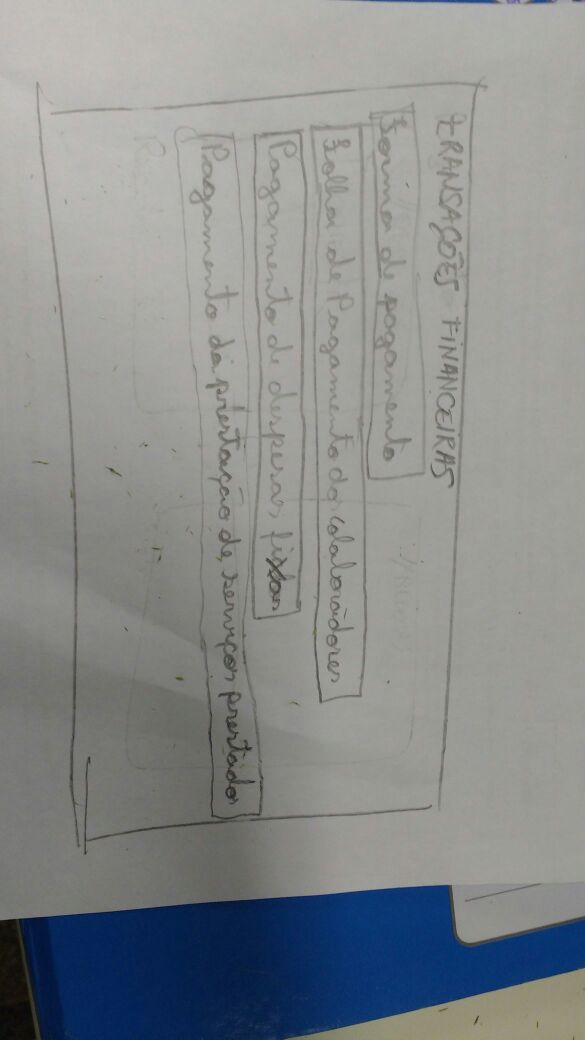 tRANSAÇÕES FINANCEIRAS
forma de pagamento
folha de Pagamento do colaboradores
Pagamento de despesas fixas
Pagamento da prestação de serviços prestados